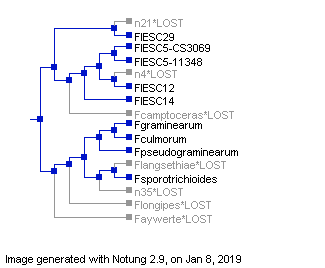 n21*LOST
FIESC29
FIESC5-CS3069
FIESC5-11348
n4*LOST
FIESC12
FIESC14
Fcamptoceras*LOST
Fgraminearum
Fculmorum
Fpseudograminearum
Flangsethiae*LOST
Fsporotrichioides
n35*LOST
Flongipes*LOST
Faywerte*LOST
Image generated with Notung 2.9, on Jan 8, 2019